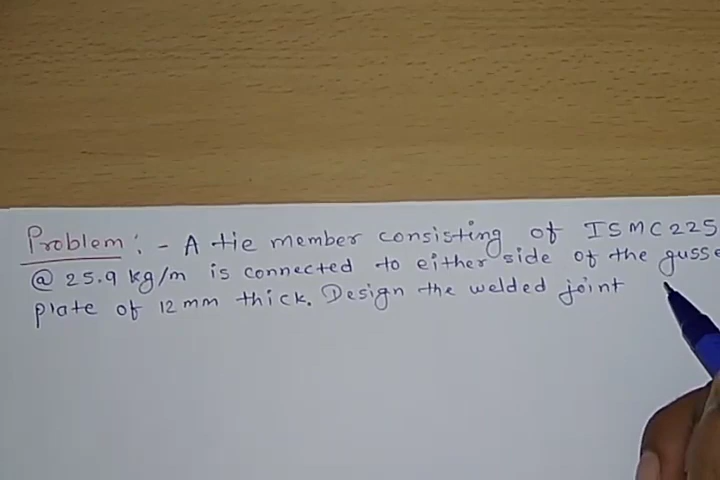 Problem : - A tie member consisting of ISMC225
@ 25.9 kg/m is connected to either side of the gusse
plate of 12mm thick. Design the welded joint